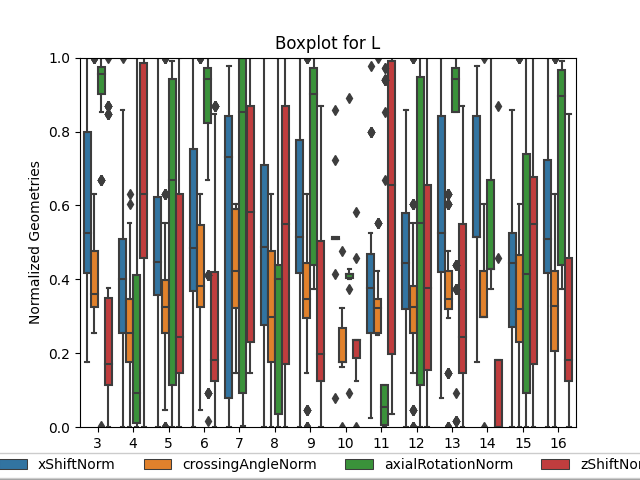 Boxplot for L
Normalized Geometries
1.0
0.8
0.6
0.4
0.2
0.0
3 4 5 6 7 8 9 10 11 12 13 14 15 16
xShiftNorm crossingAngleNorm axialRotationNorm zShiftNor